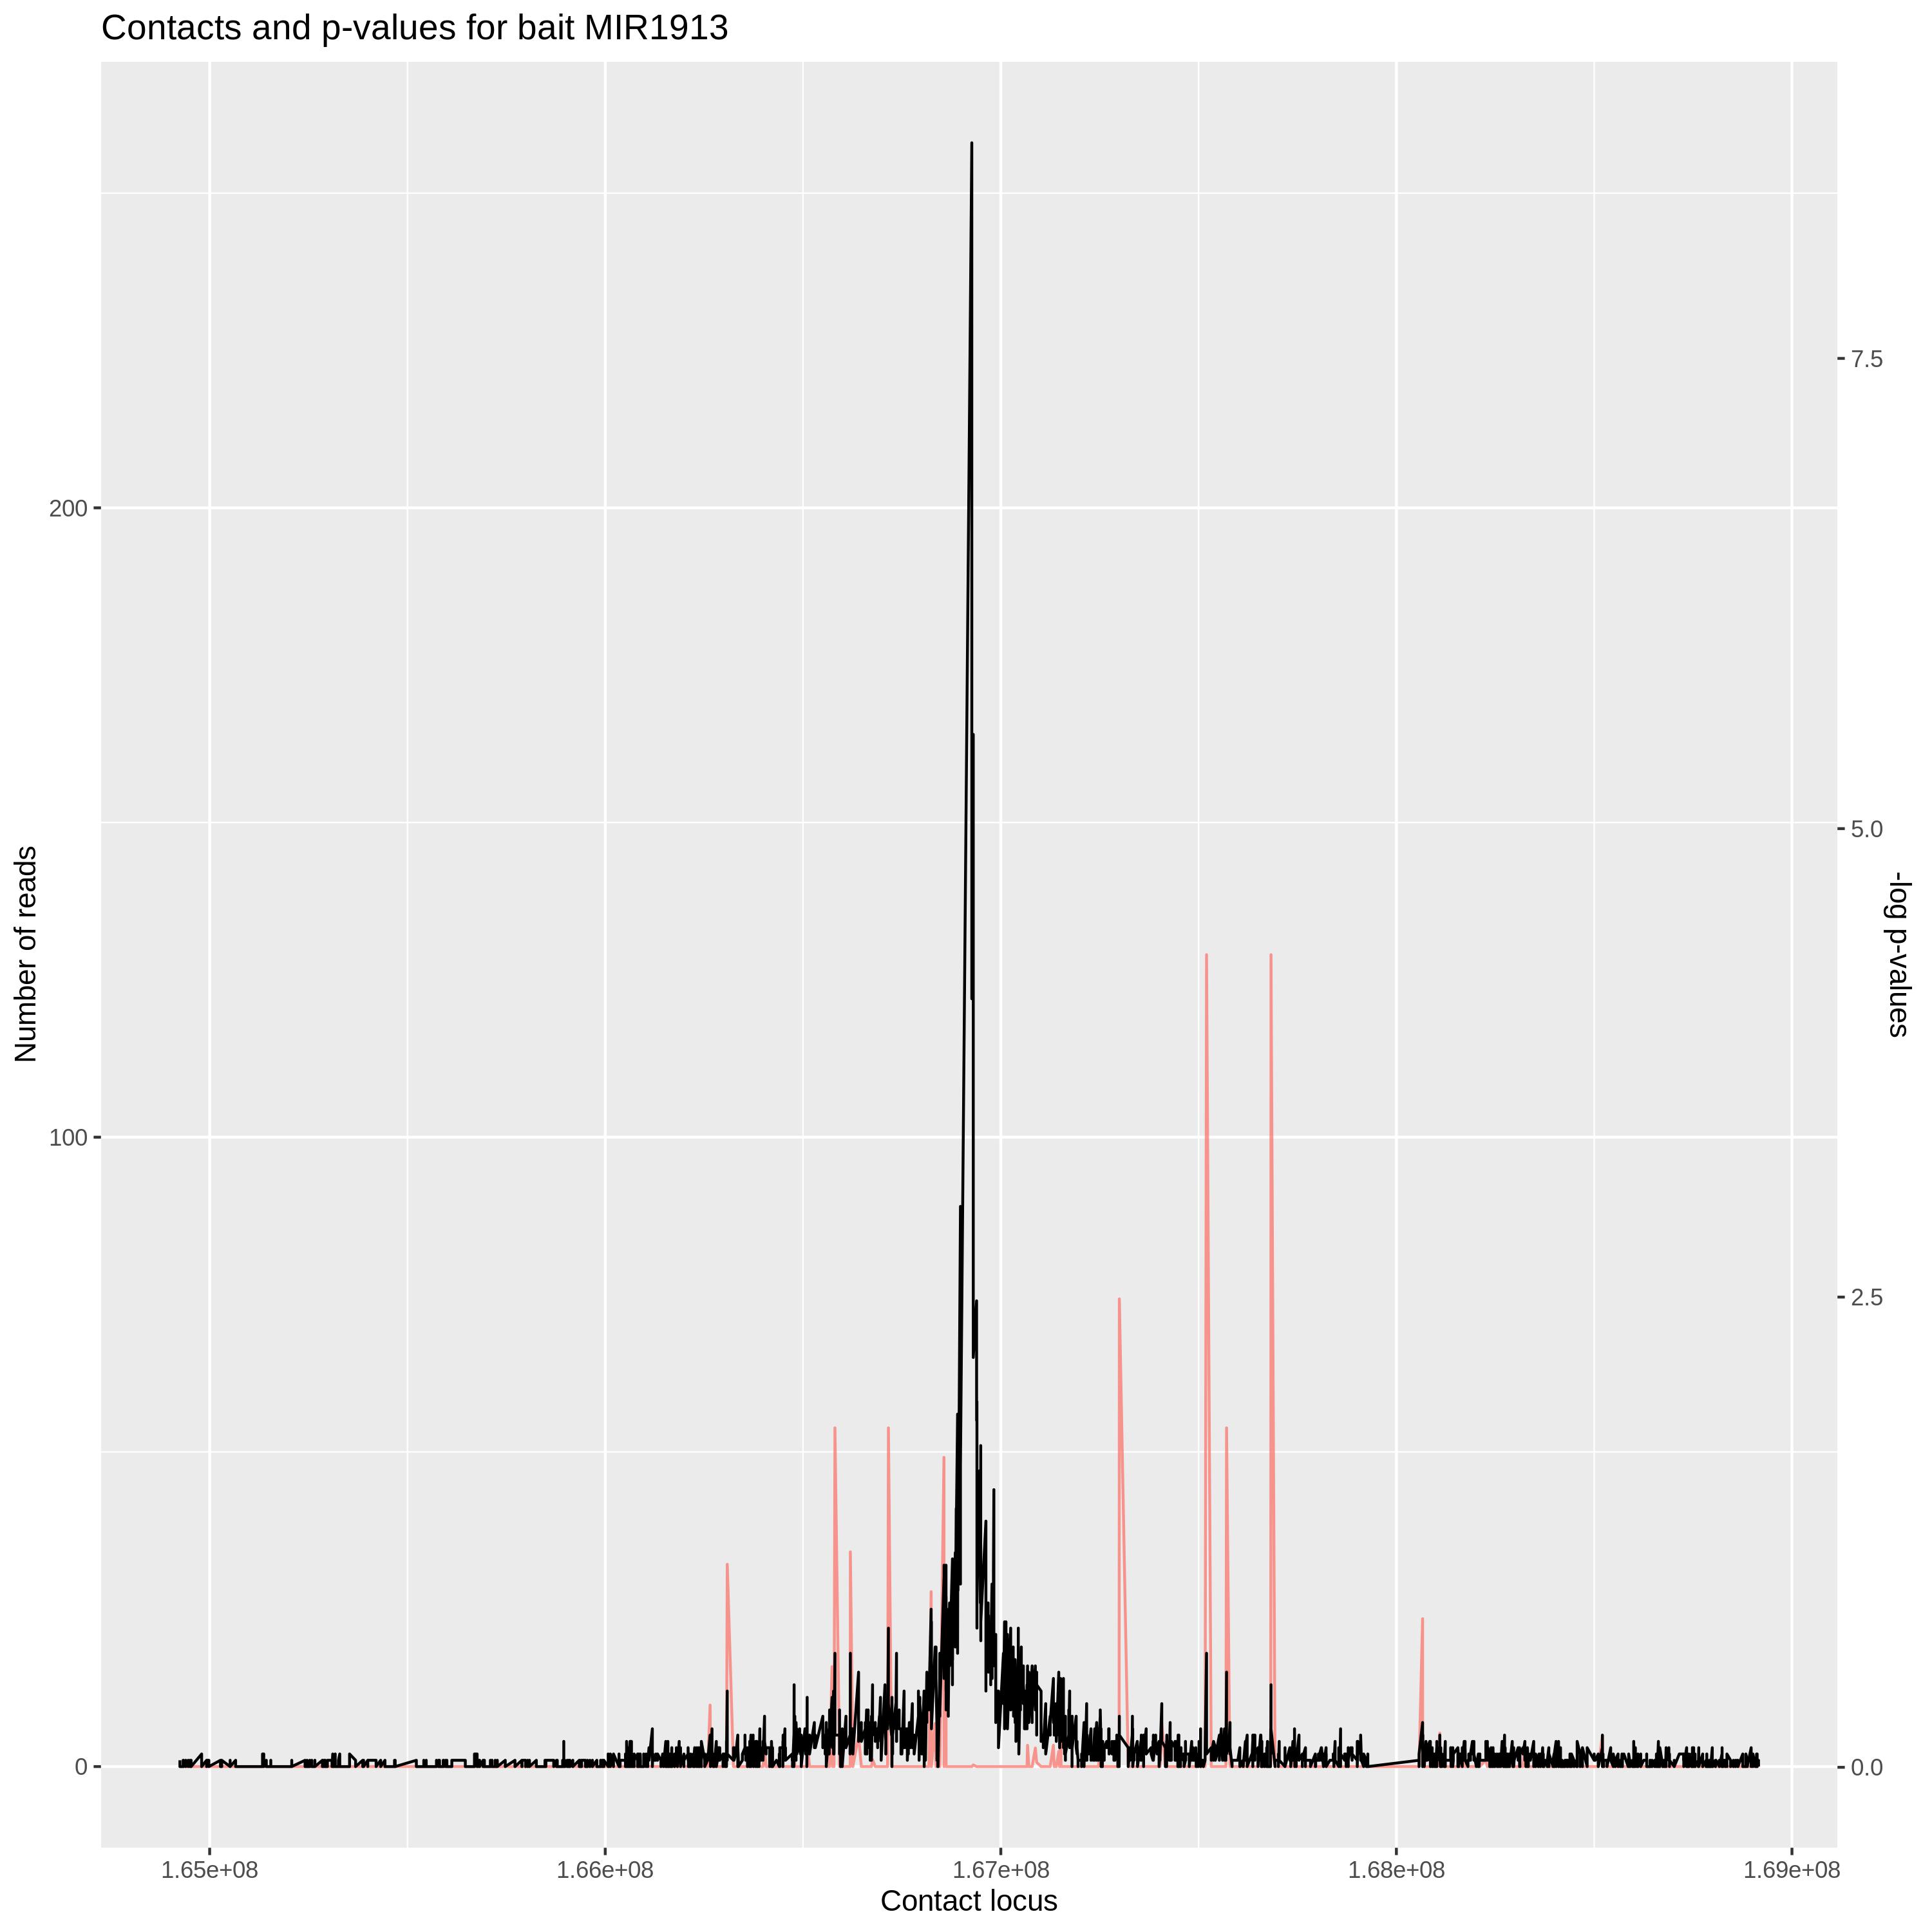 Contacts and p-values for bait MIR1913
Number of reads
200
100
0
7.5
5.0
2.5
0.0
-log p-values
1.65e+08 1.66e+08 1.67e+08 1.68e+08 1.69e+08
Contact locus